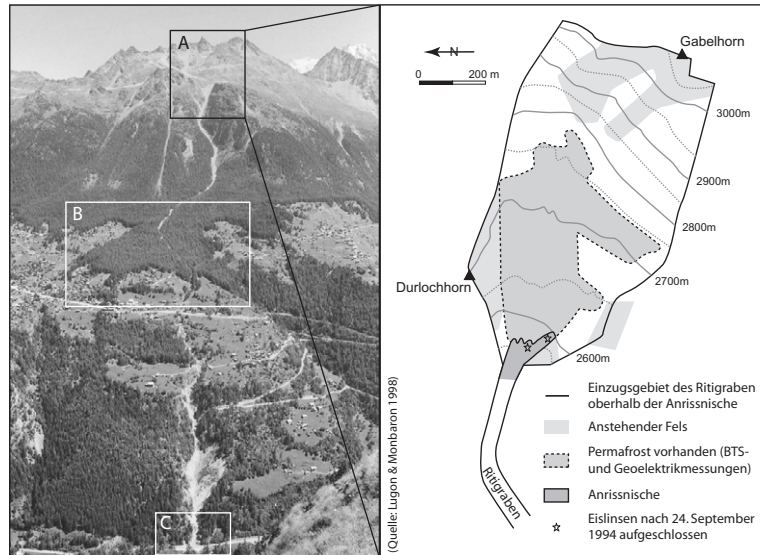 A
B
C
(Quelle: Lugon & Monbaron 1998)
N
0 200 m
Gabelhorn
3000m
2900m
2800m
2700m
Durlochhorn
2600m
Ritigraben
Einzugsgebiet des Ritigraben
oberhalb der Anrissnische
Anstehender Fels
Permafrost vorhanden (BTS-
und Geoelektrikmessungen)
Anrissnische
Eislinsen nach 24. September
1994 aufgeschlossen